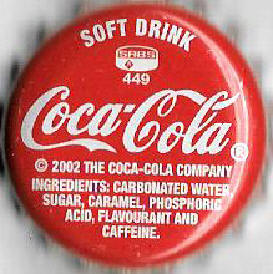 SOFT DRINK
SABS
449
Coca-Cola®
© 2002 THE COCA-COLA COMPANY
INGREDIENTS: CARBONATED WATER,
SUGAR, CARAMEL, PHOSPHORIC
ACID, FLAVOURANT AND
CAFFEINE.